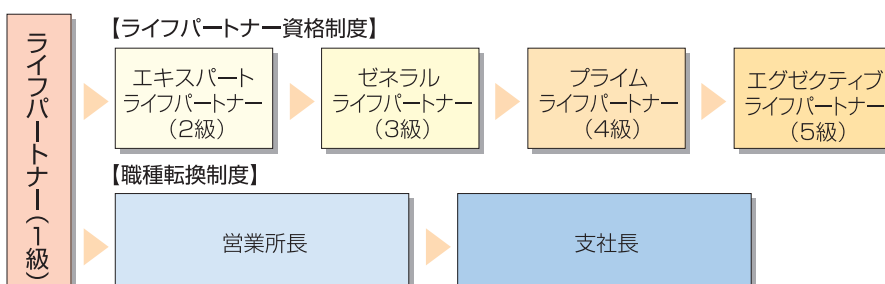 ライフパートナー（1級）
【ライフパートナー資格制度】
エキスパート
ライフパートナー
（2級）
ゼネラル
ライフパートナー
（3級）
プライム
ライフパートナー
（4級）
エグゼクティブ
ライフパートナー
（5級）
【職種転換制度】
営業所長
支社長